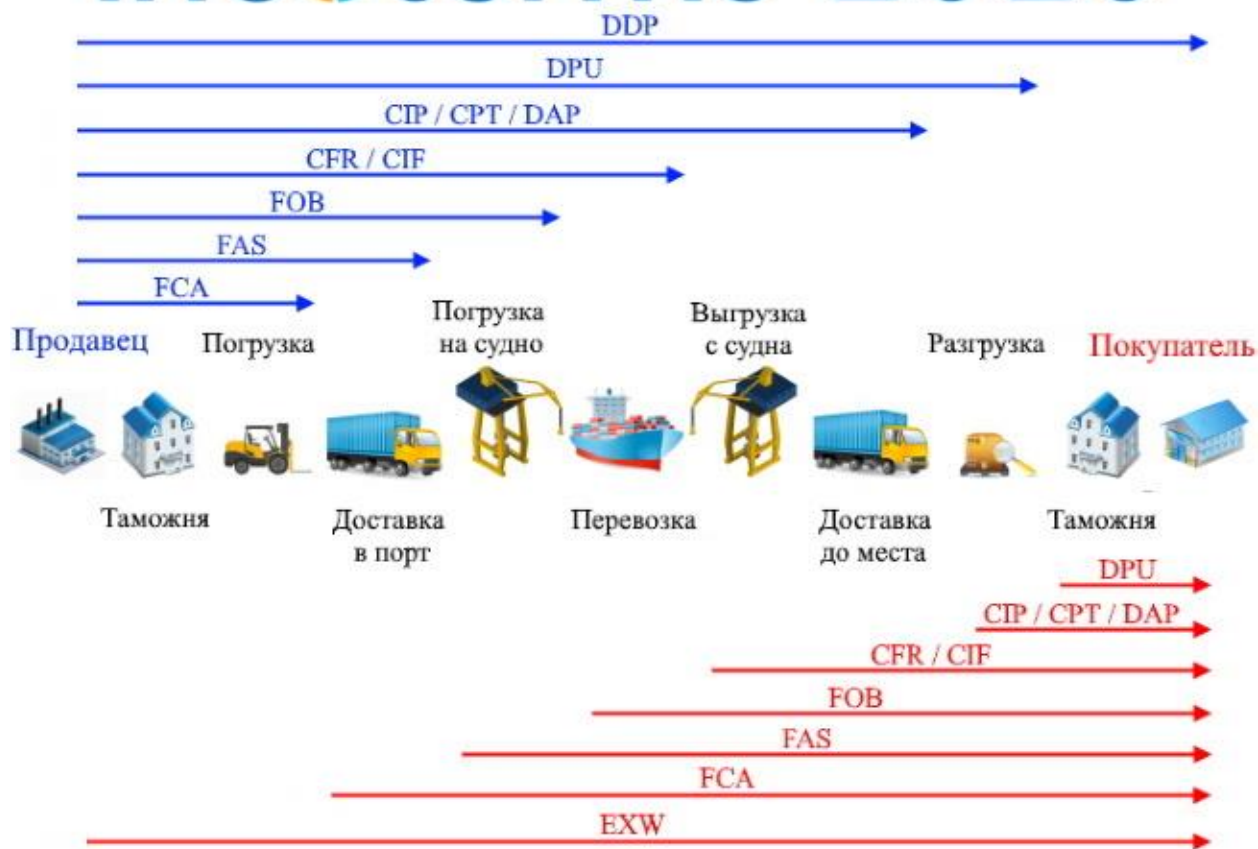 DDP
DPU
CIP / CPT / DAP
CFR / CIF
FOB
FAS
FCA
Продавец
Погрузка
Погрузка
на судно
Выгрузка
с судна
Разгрузка
Покупатель
Таможня
Доставка
в порт
Перевозка
Доставка
до места
Таможня
DPU
CIP / CPT / DAP
CFR / CIF
FOB
FAS
FCA
EXW